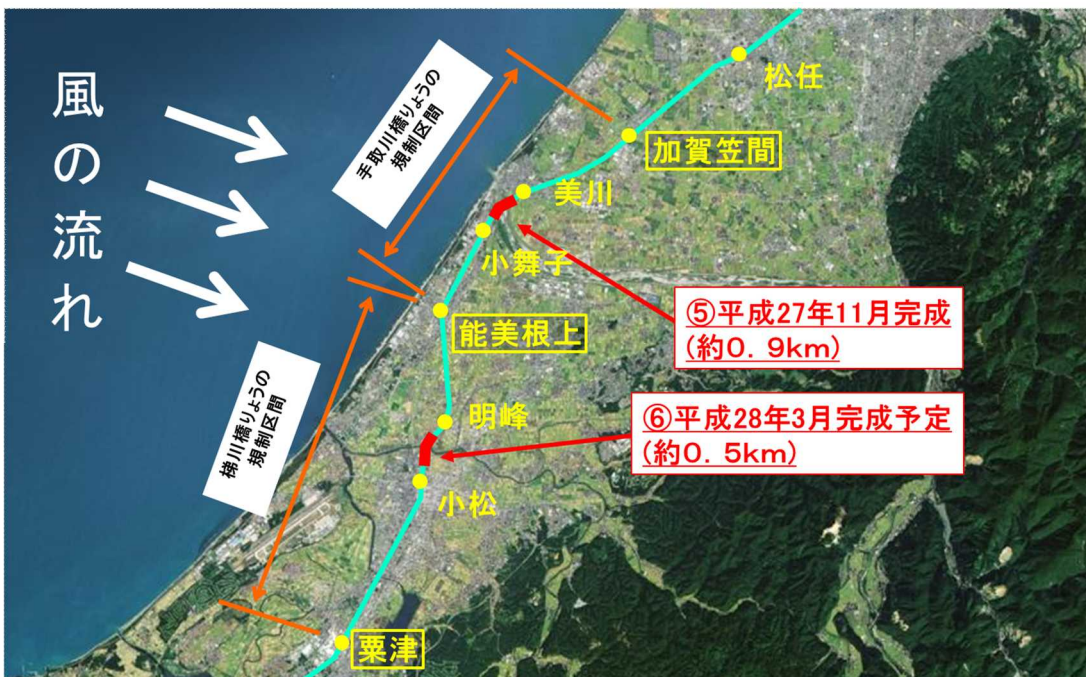 風の流れ
手取川橋りょうの
規制区間
松任
加賀笠間
美川
小舞子
⑤平成27年11月完成
(約0.9km)
能美根上
梯川橋りょうの
規制区間
明峰
⑥平成28年3月完成予定
(約0.5km)
小松
粟津